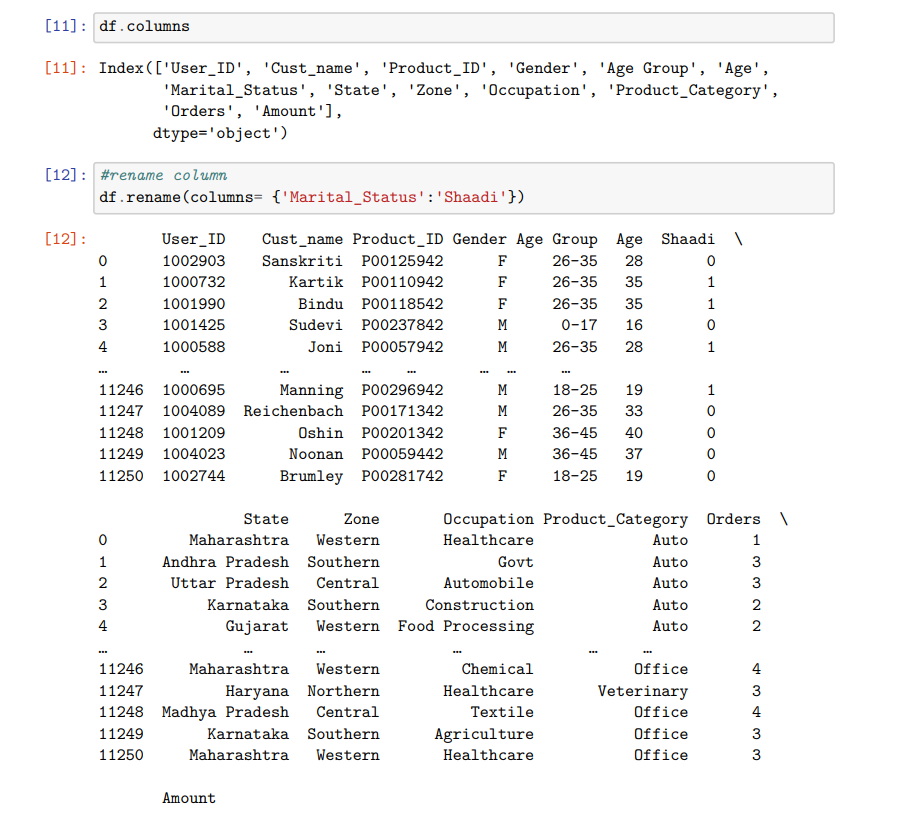 [11]: df.columns
[11]: Index(['User_ID', 'Cust_name', 'Product_ID', 'Gender', 'Age Group', 'Age',
'Marital_Status', 'State', 'Zone', 'Occupation', 'Product_Category',
'Orders', 'Amount'],
dtype='object')
[12]: #rename column
df.rename(columns= {'Marital_Status':'Shaadi'})
[12]: User_ID Cust_name Product_ID Gender Age Group Age Shaadi \
0 1002903 Sanskriti P00125942 F 26-35 28 0
1 1000732 Kartik P00110942 F 26-35 35 1
2 1001990 Bindu P00118542 F 26-35 35 1
3 1001425 Sudevi P00237842 M 0-17 16 0
4 1000588 Joni P00057942 M 26-35 28 1
… … … … … … … …
11246 1000695 Manning P00296942 M 18-25 19 1
11247 1004089 Reichenbach P00171342 M 26-35 33 0
11248 1001209 Oshin P00201342 F 36-45 40 0
11249 1004023 Noonan P00059442 M 36-45 37 0
11250 1002744 Brumley P00281742 F 18-25 19 0
State Zone Occupation Product_Category Orders \
0 Maharashtra Western Healthcare Auto 1
1 Andhra Pradesh Southern Govt Auto 3
2 Uttar Pradesh Central Automobile Auto 3
3 Karnataka Southern Construction Auto 2
4 Gujarat Western Food Processing Auto 2
… … … … … …
11246 Maharashtra Western Chemical Office 4
11247 Haryana Northern Healthcare Veterinary 3
11248 Madhya Pradesh Central Textile Office 4
11249 Karnataka Southern Agriculture Office 3
11250 Maharashtra Western Healthcare Office 3
Amount